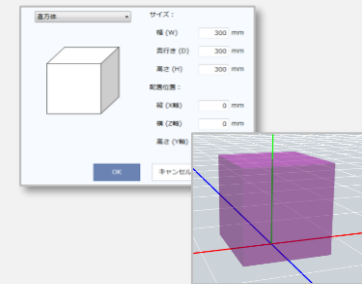 直方体
サイズ：
幅 (W) 300 mm
奥行き (D) 300 mm
高さ (H) 300 mm
配置位置：
縦 (X軸) 0 mm
横 (Z軸) 0 mm
高さ (Y軸)
OK キャンセル